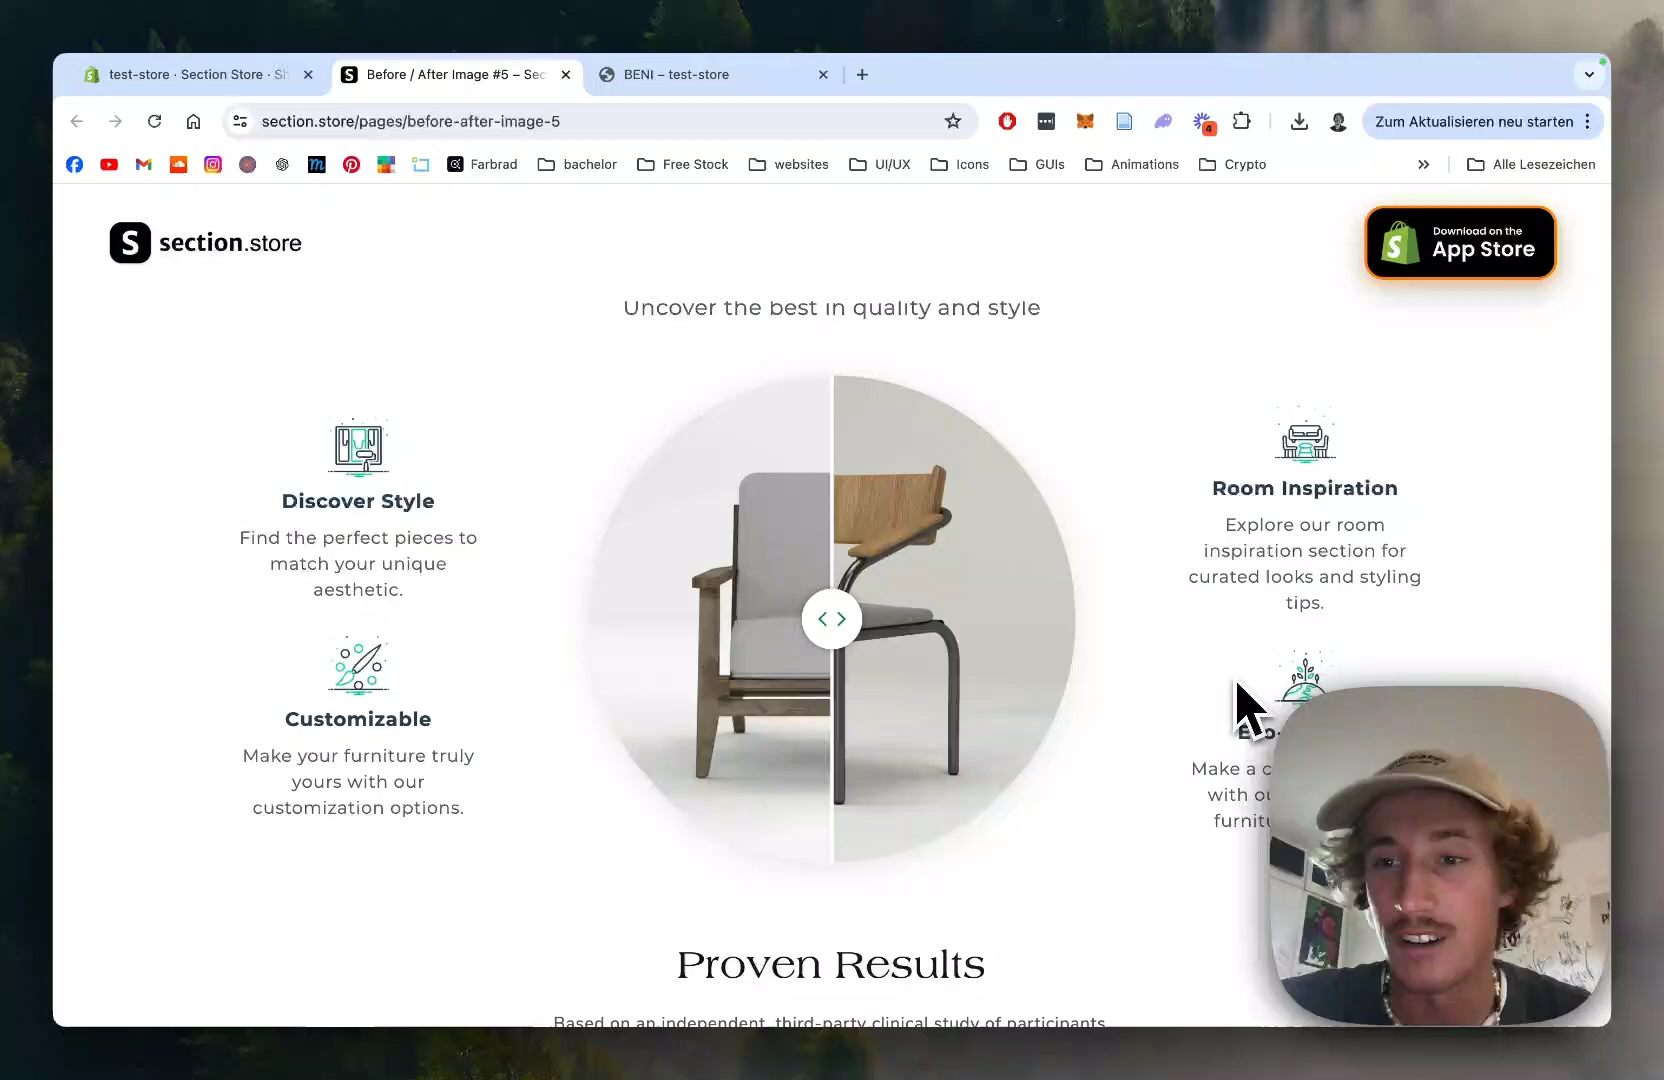 test-store · Section Store · Sh
Before / After Image #5 – Sec
BENI – test-store
section.store/pages/before-after-image-5
4
Zum Aktualisieren neu starten
Farbrad
bachelor
Free Stock
websites
UI/UX
Icons
GUIs
Animations
Crypto
Alle Lesezeichen
S section.store
Download on the
App Store
Uncover the best in quality and style
Discover Style
Find the perfect pieces to
match your unique
aesthetic.
Customizable
Make your furniture truly
yours with our
customization options.
Room Inspiration
Explore our room
inspiration section for
curated looks and styling
tips.
Make a
with
Proven Results
Based on an independent, third-party clinical study of participants